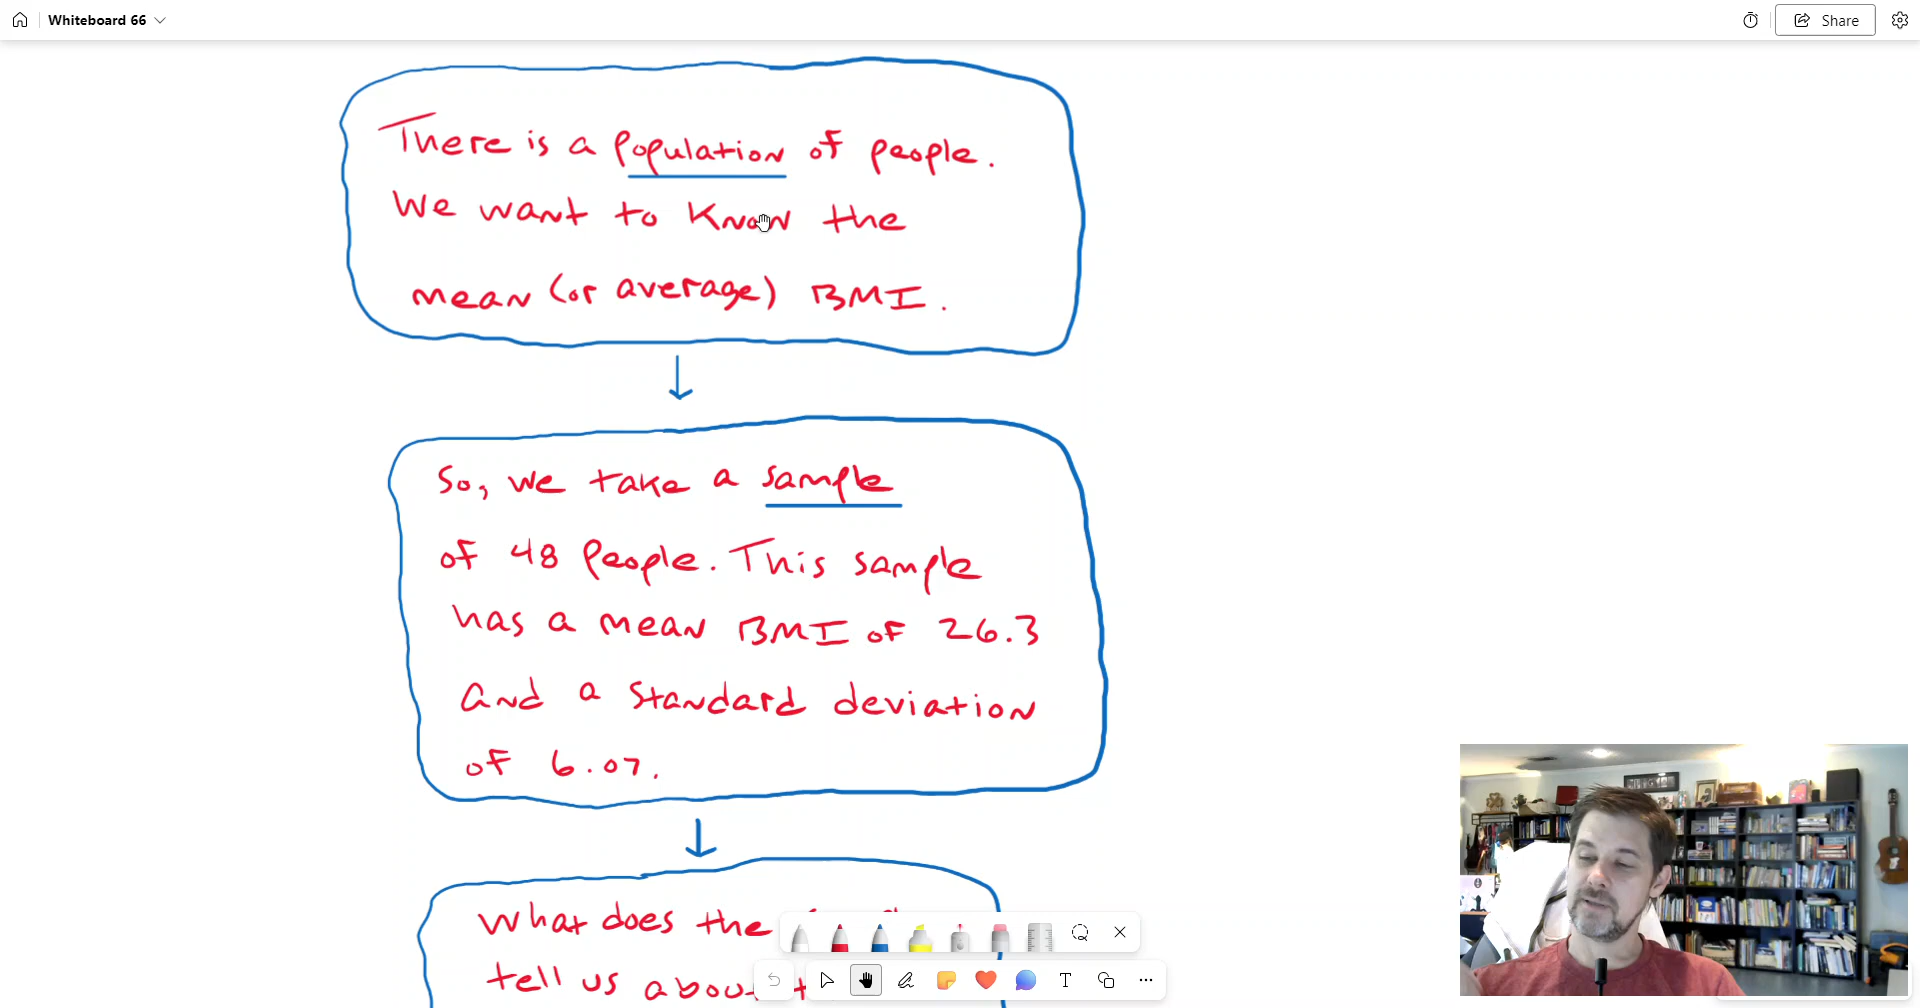 Whiteboard 66
Share
There is a population of people.
We want to know the
mean (or average) BMI.
So, we take a sample
of 48 people. This sample
has a mean BMI of 26.3
and a standard deviation
of 6.07.
What does the
tell us about
T